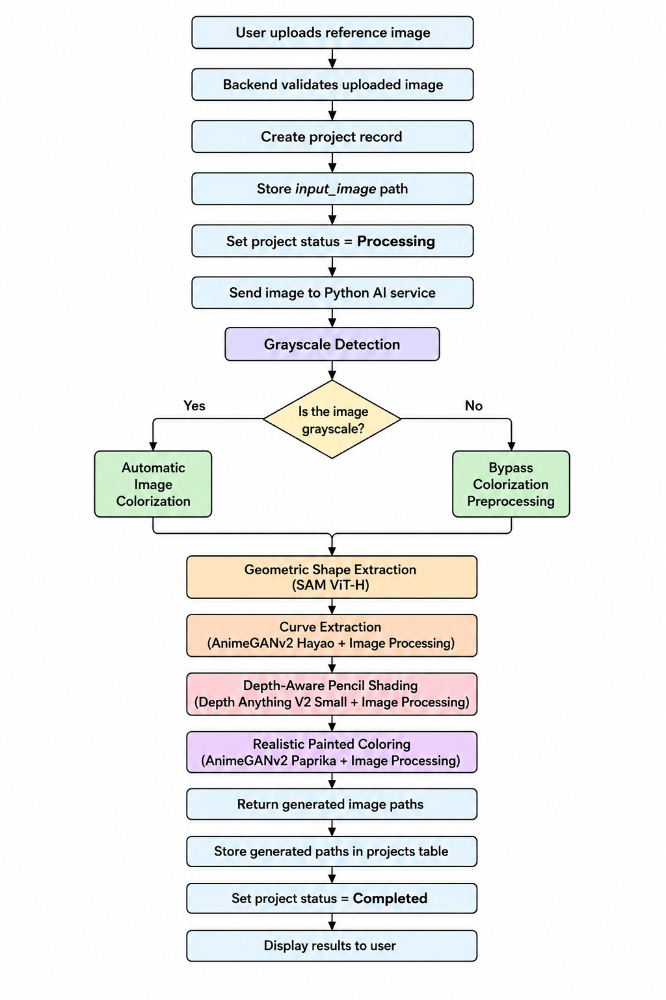 User uploads reference image
Backend validates uploaded image
Create project record
Store input_image path
Set project status = Processing
Send image to Python AI service
Grayscale Detection
Is the image
grayscale?
Yes
No
Automatic
Image
Colorization
Bypass
Colorization
Preprocessing
Geometric Shape Extraction
(SAM ViT-H)
Curve Extraction
(AnimeGANv2 Hayao + Image Processing)
Depth-Aware Pencil Shading
(Depth Anything V2 Small + Image Processing)
Realistic Painted Coloring
(AnimeGANv2 Paprika + Image Processing)
Return generated image paths
Store generated paths in projects table
Set project status = Completed
Display results to user